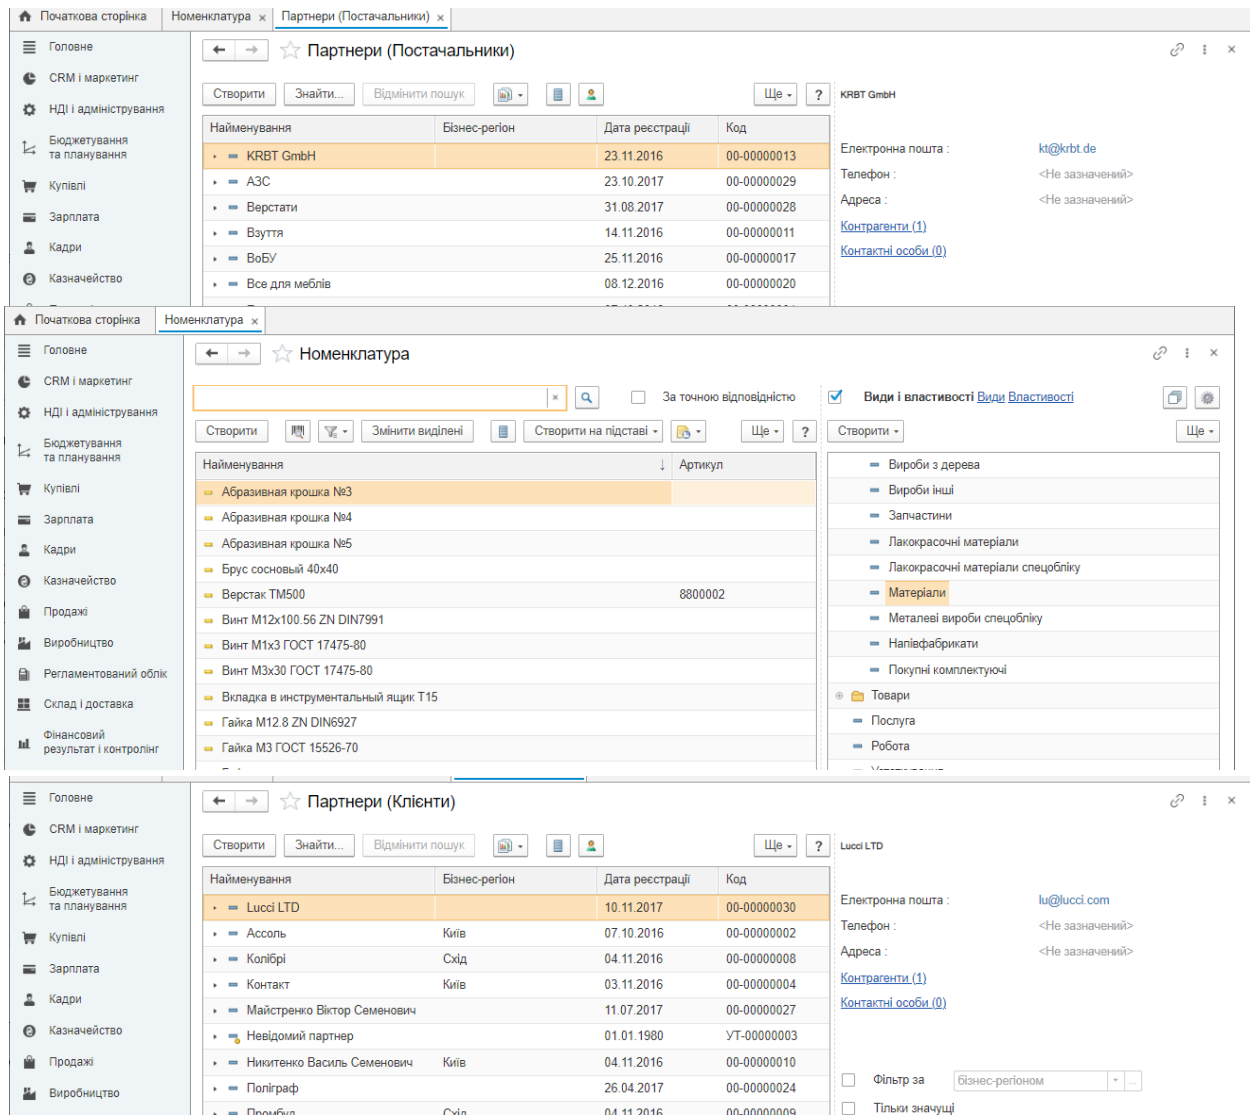 Початкова сторінка Номенклатура × Партнери (Постачальники) ×
Головне
CRM і маркетинг
НДІ і адміністрування
Бюджетування
та планування
Купівлі
Зарплата
Кадри
Казначейство
Партнери (Постачальники)
Створити Знайти... Відмінити пошук Ще ?
Найменування Бізнес-регіон Дата реєстрації Код
KRBT GmbH 23.11.2016 00-00000013
АЗС 23.10.2017 00-00000029
Верстати 31.08.2017 00-00000028
Взуття 14.11.2016 00-00000011
ВоБУ 25.11.2016 00-00000017
Все для меблів 08.12.2016 00-00000020
KRBT GmbH
Електронна пошта : kt@krbt.de
Телефон : <Не зазначений>
Адреса : <Не зазначений>
Контрагенти (1)
Контактні особи (0)
Початкова сторінка Номенклатура ×
Головне
CRM і маркетинг
НДІ і адміністрування
Бюджетування
та планування
Купівлі
Зарплата
Кадри
Казначейство
Продажі
Виробництво
Регламентований облік
Склад і доставка
Фінансовий
результат і контролінг
Номенклатура
За точною відповідністю
Створити Змінити виділені Створити на підставі Ще ?
Найменування Артикул
Абразивная крошка №3
Абразивная крошка №4
Абразивная крошка №5
Брус сосновый 40х40
Верстак ТМ500 8800002
Винт М12х100.56 ZN DIN7991
Винт М1х3 ГОСТ 17475-80
Винт М3х30 ГОСТ 17475-80
Вкладка в инструментальный ящик Т15
Гайка М12.8 ZN DIN6927
Гайка М3 ГОСТ 15526-70
Види і властивості Види Властивості
Створити Ще
Вироби з дерева
Вироби інші
Запчастини
Лакокрасочні матеріали
Лакокрасочні матеріали спецобліку
Матеріали
Металеві вироби спецобліку
Напівфабрикати
Покупні комплектуючі
Товари
Послуга
Робота
Головне
CRM і маркетинг
НДІ і адміністрування
Бюджетування
та планування
Купівлі
Зарплата
Кадри
Казначейство
Продажі
Виробництво
Партнери (Клієнти)
Створити Знайти... Відмінити пошук Ще ?
Найменування Бізнес-регіон Дата реєстрації Код
Lucci LTD 10.11.2017 00-00000030
Ассоль Київ 07.10.2016 00-00000002
Колібрі Схід 04.11.2016 00-00000008
Контакт Київ 03.11.2016 00-00000004
Майстренко Віктор Семенович 11.07.2017 00-00000027
Невідомий партнер 01.01.1980 УТ-00000003
Никитенко Василь Семенович Київ 04.11.2016 00-00000010
Поліграф 26.04.2017 00-00000024
Промбуд Схід 04.11.2016 00-00000009
Lucci LTD
Електронна пошта : lu@lucci.com
Телефон : <Не зазначений>
Адреса : <Не зазначений>
Контрагенти (1)
Контактні особи (0)
Фільтр за бізнес-регіоном
Тільки значущі